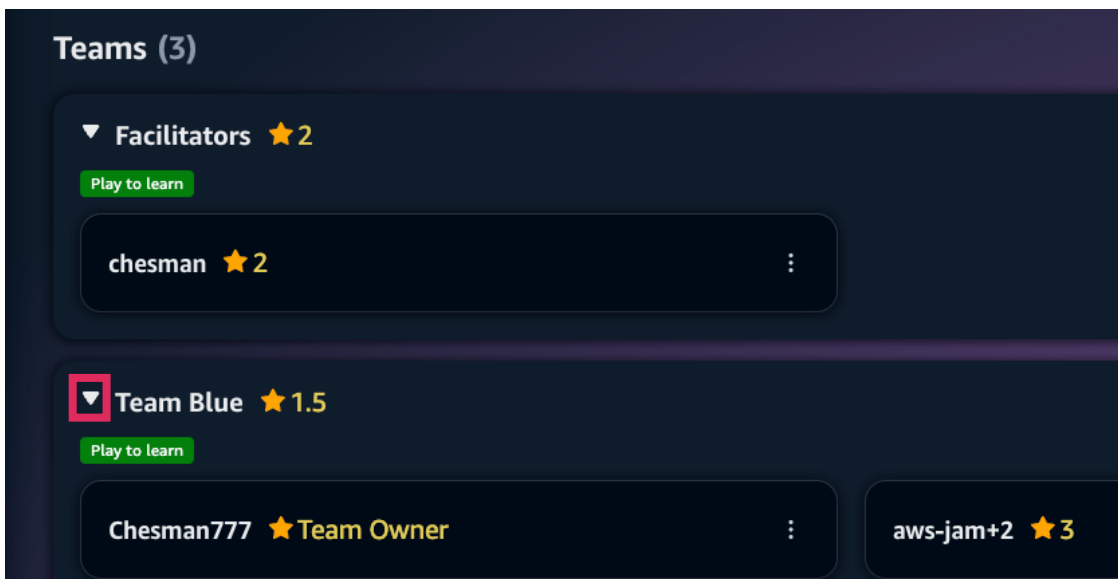 Teams (3)
Facilitators 2
Play to learn
chesman 2
Team Blue 1.5
Play to learn
Chesman777 Team Owner
aws-jam+2 3